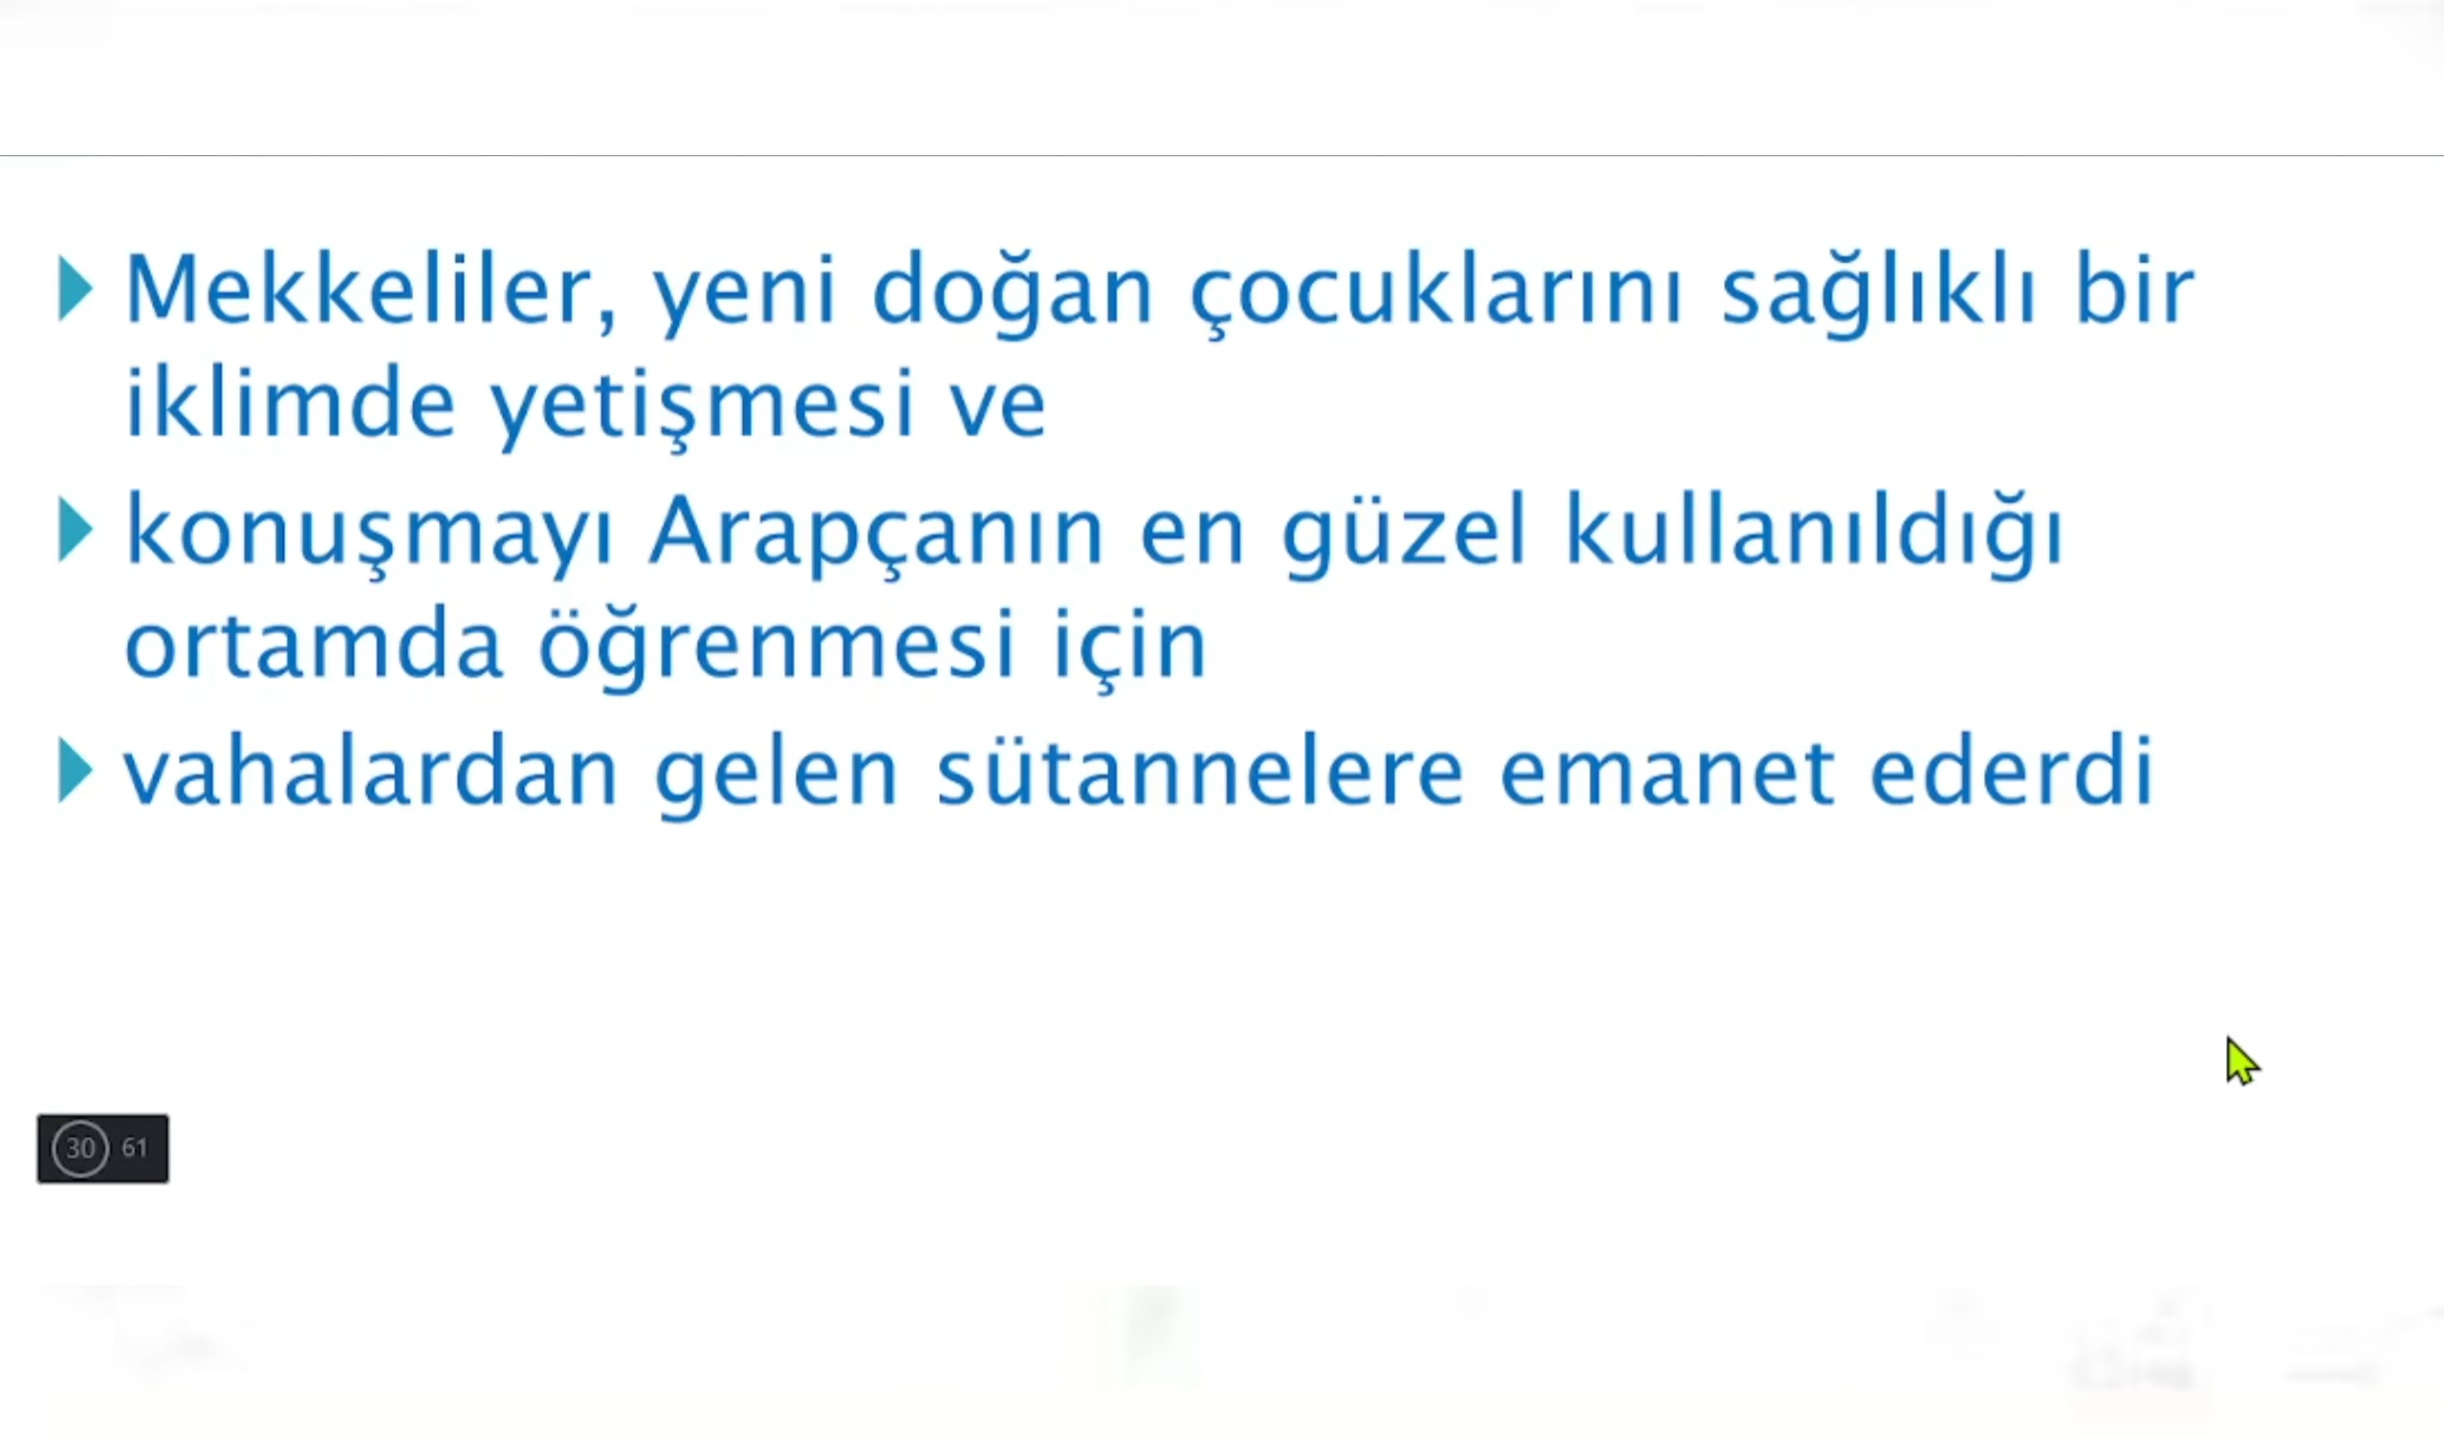 Mekkeliler, yeni doğan çocuklarını sağlıklı bir
iklimde yetişmesi ve
konuşmayı Arapçanın en güzel kullanıldığı
ortamda öğrenmesi için
vahalardan gelen sütannelere emanet ederdi
30 61